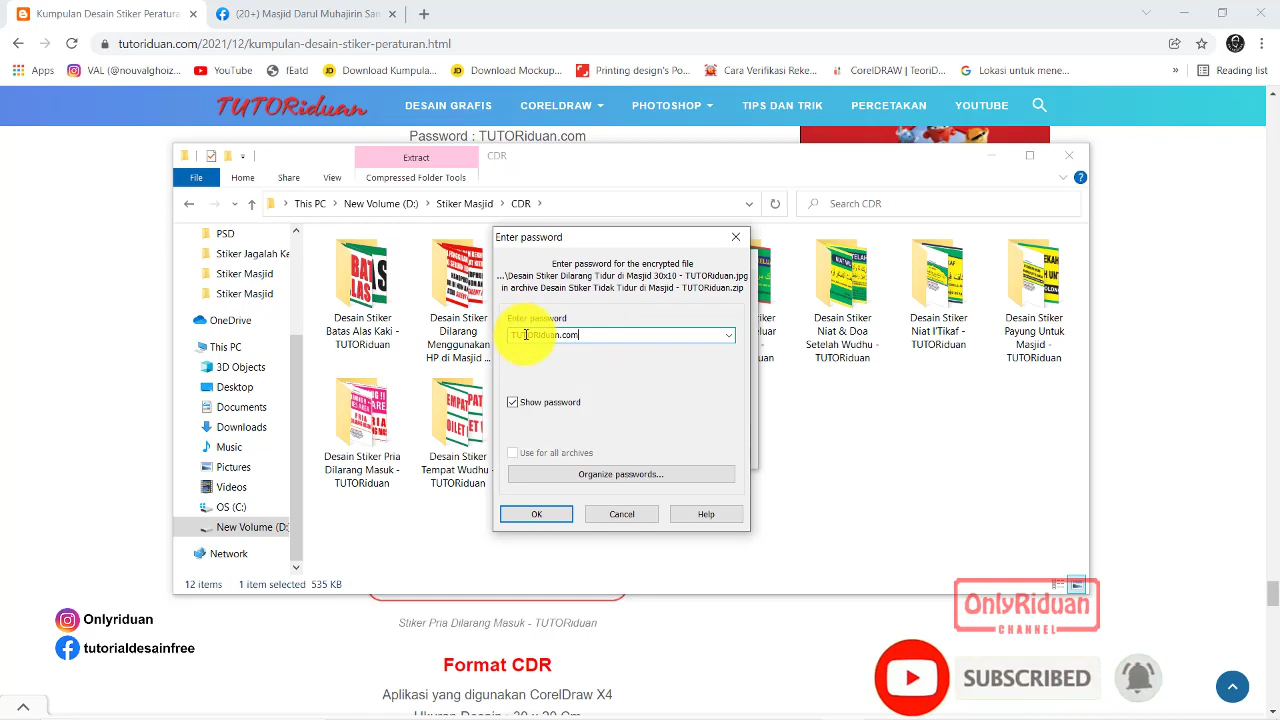 Kumpulan Desain Stiker Peratura
(20+) Masjid Darul Muhajirin San
tutoriduan.com/2021/12/kumpulan-desain-stiker-peraturan.html
Apps
VAL (@nouvalghoiz...
YouTube
fEatd
Download Kumpula...
Download Mockup...
Printing design's Po...
Cara Verifikasi Reke...
CorelDRAW | TeoriD...
Lokasi untuk mene...
»
Reading list
TUTORiduan
DESAIN GRAFIS
CORELDRAW
PHOTOSHOP
TIPS DAN TRIK
PERCETAKAN
YOUTUBE
Password : TUTORiduan.com
Extract
CDR
File
Home
Share
View
Compressed Folder Tools
This PC
New Volume (D:)
Stiker Masjid
CDR
Search CDR
PSD
Stiker Jagalah Ke
Stiker Masjid
Stiker Masjid
OneDrive
This PC
3D Objects
Desktop
Documents
Downloads
Music
Pictures
Videos
OS (C:)
New Volume (D:
Network
Desain Stiker
Batas Alas Kaki -
TUTORiduan
Desain Stiker
Dilarang
Mengunakan
HP di Masjid ...
Desain Stiker
Niat & Doa
Setelah Wudhu -
TUTORiduan
Desain Stiker
Niat I'Tikaf -
TUTORiduan
Desain Stiker
Payung Untuk
Masjid -
TUTORiduan
Desain Stiker Pria
Dilarang Masuk -
TUTORiduan
Desain Stiker
Tempat Wudhu -
TUTORiduan
Enter password
Enter password for the encrypted file
...\Desain Stiker Dilarang Tidur di Masjid 30x10 - TUTORiduan.jpg
in archive Desain Stiker Tidak Tidur di Masjid - TUTORiduan.zip
Enter password
TUTORiduan.com
Show password
Use for all archives
Organize passwords...
OK
Cancel
Help
12 items
1 item selected 535 KB
OnlyRiduan
CHANNEL
Onlyriduan
tutorialdesainfree
Stiker Pria Dilarang Masuk - TUTORiduan
Format CDR
Aplikasi yang digunakan CorelDraw X4
SUBSCRIBED